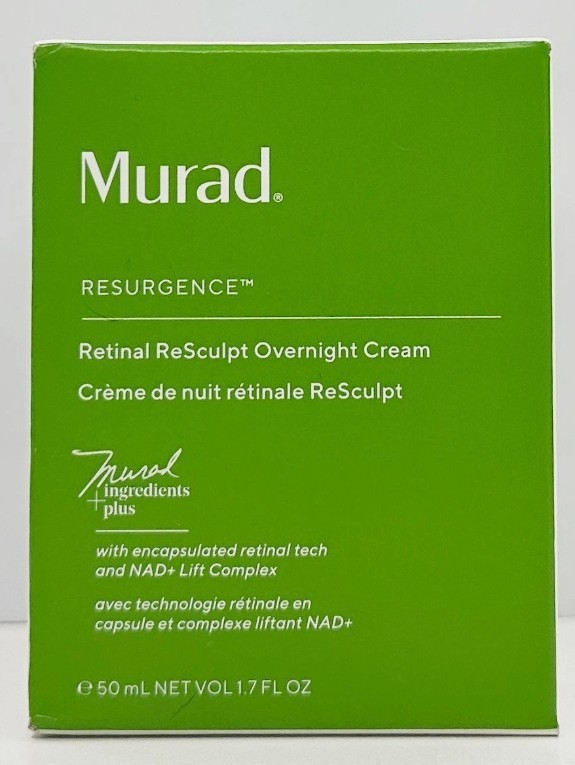 Murad®
RESURGENCE™
Retinal ReSculpt Overnight Cream
Crème de nuit rétinale ReSculpt
Murad
+ingredients
plus
with encapsulated retinal tech
and NAD+ Lift Complex
avec technologie rétinale en
capsule et complexe liftant NAD+
℮ 50 mL NET VOL 1.7 FL OZ